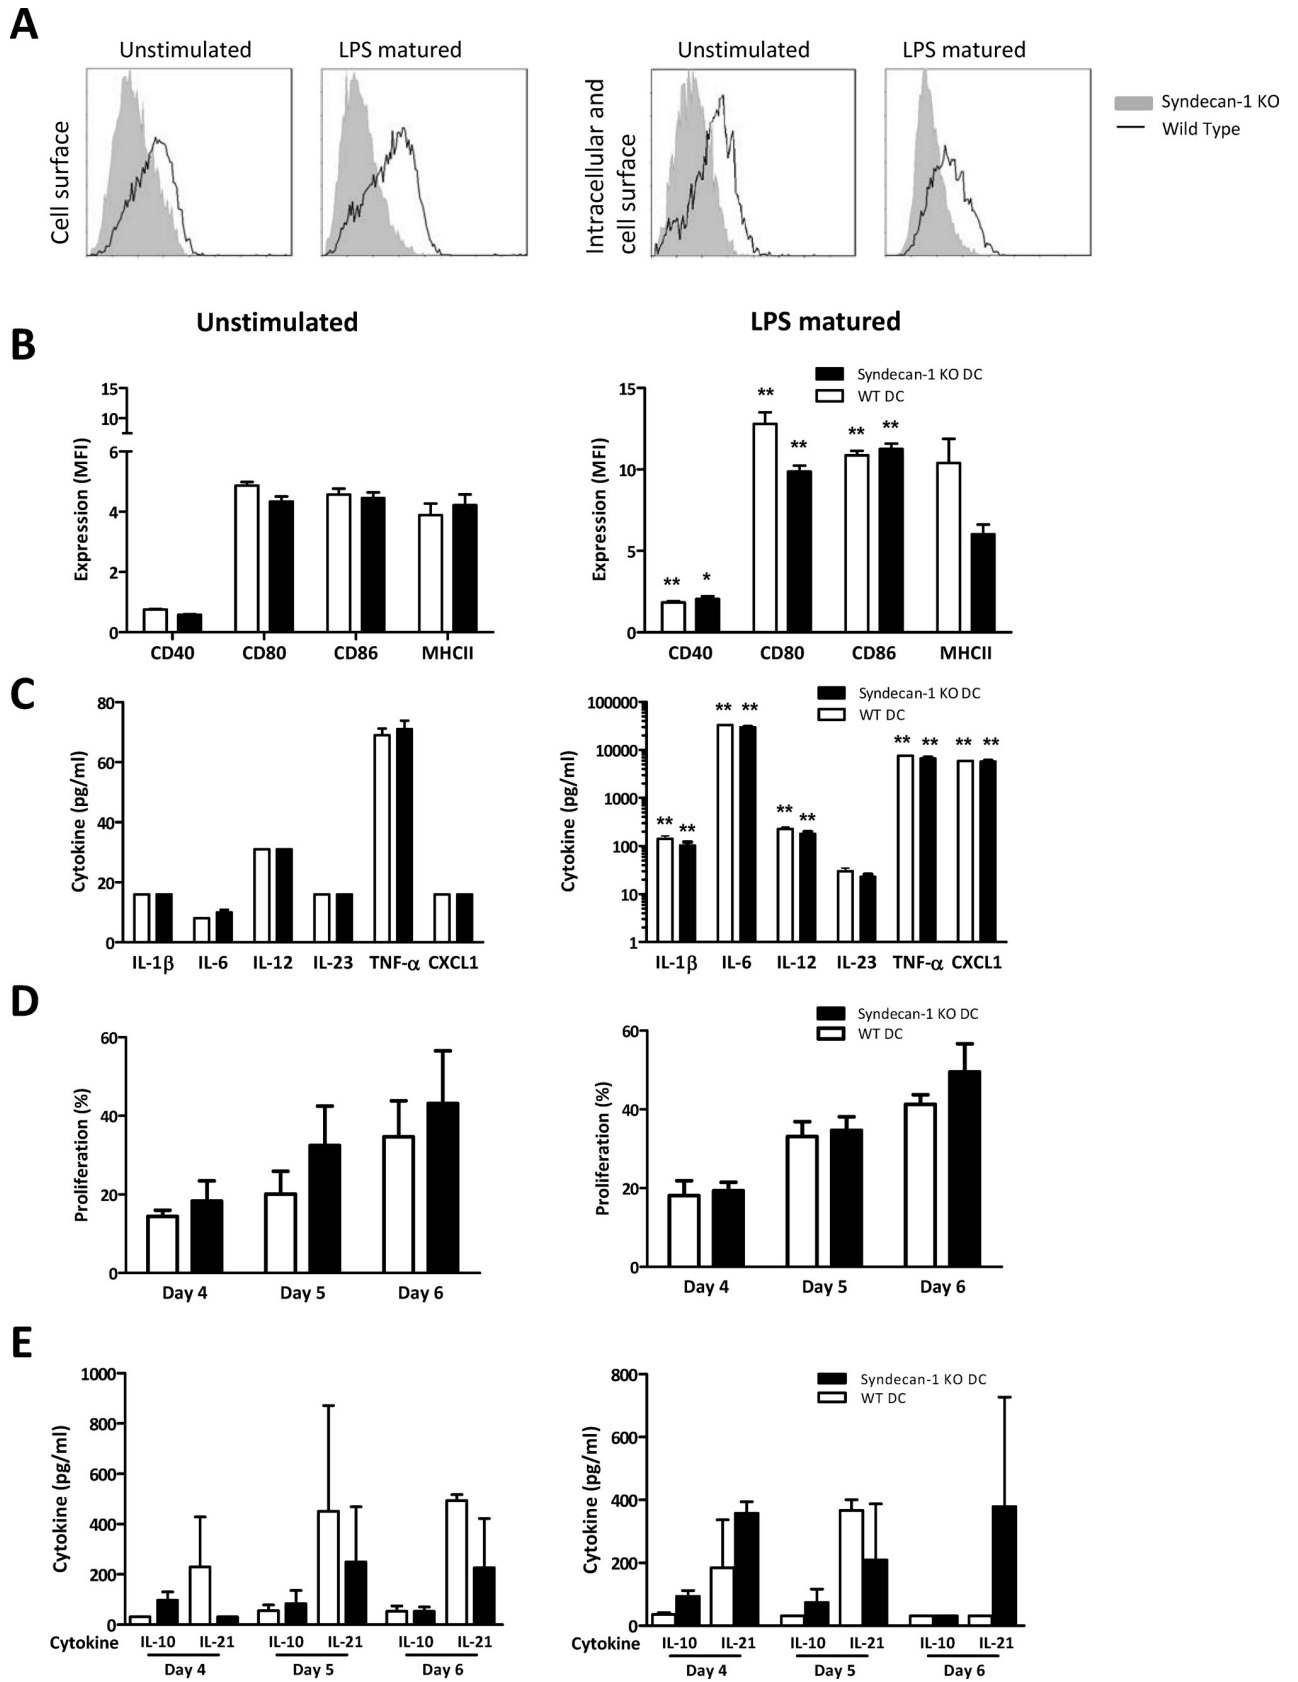 A
Unstimulated
LPS matured
Unstimulated
LPS matured
Cell surface
Intracellular and
cell surface
Syndecan-1 KO
Wild Type
B
Unstimulated
LPS matured
Expression (MFI)
15
10
6
4
2
0
CD40 CD80 CD86 MHCII
Expression (MFI)
15
10
5
0
** * ** ** ** **
Syndecan-1 KO DC
WT DC
CD40 CD80 CD86 MHCII
C
Cytokine (pg/ml)
80
60
40
20
0
IL-1β IL-6 IL-12 IL-23 TNF-α CXCL1
Cytokine (pg/ml)
100000
10000
1000
100
10
1
** ** ** ** ** ** ** ** ** **
Syndecan-1 KO DC
WT DC
IL-1β IL-6 IL-12 IL-23 TNF-α CXCL1
D
Proliferation (%)
60
40
20
0
Day 4 Day 5 Day 6
Proliferation (%)
60
40
20
0
Syndecan-1 KO DC
WT DC
Day 4 Day 5 Day 6
E
Cytokine (pg/ml)
1000
800
600
400
200
0
Cytokine IL-10 IL-21 IL-10 IL-21 IL-10 IL-21
Day 4 Day 5 Day 6
Cytokine (pg/ml)
800
600
400
200
0
Syndecan-1 KO DC
WT DC
Cytokine IL-10 IL-21 IL-10 IL-21 IL-10 IL-21
Day 4 Day 5 Day 6